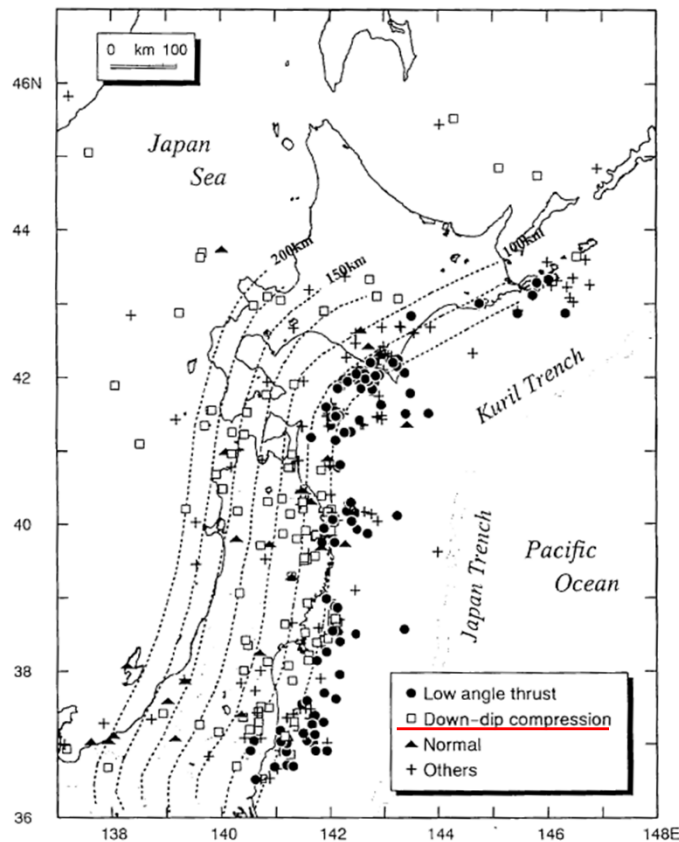 0 km 100
46N
Japan
Sea
44
200km
150km
100km
42
Kuril Trench
40
Japan Trench
Pacific
Ocean
38
Low angle thrust
Down-dip compression
Normal
Others
36
138
140
142
144
146
148E